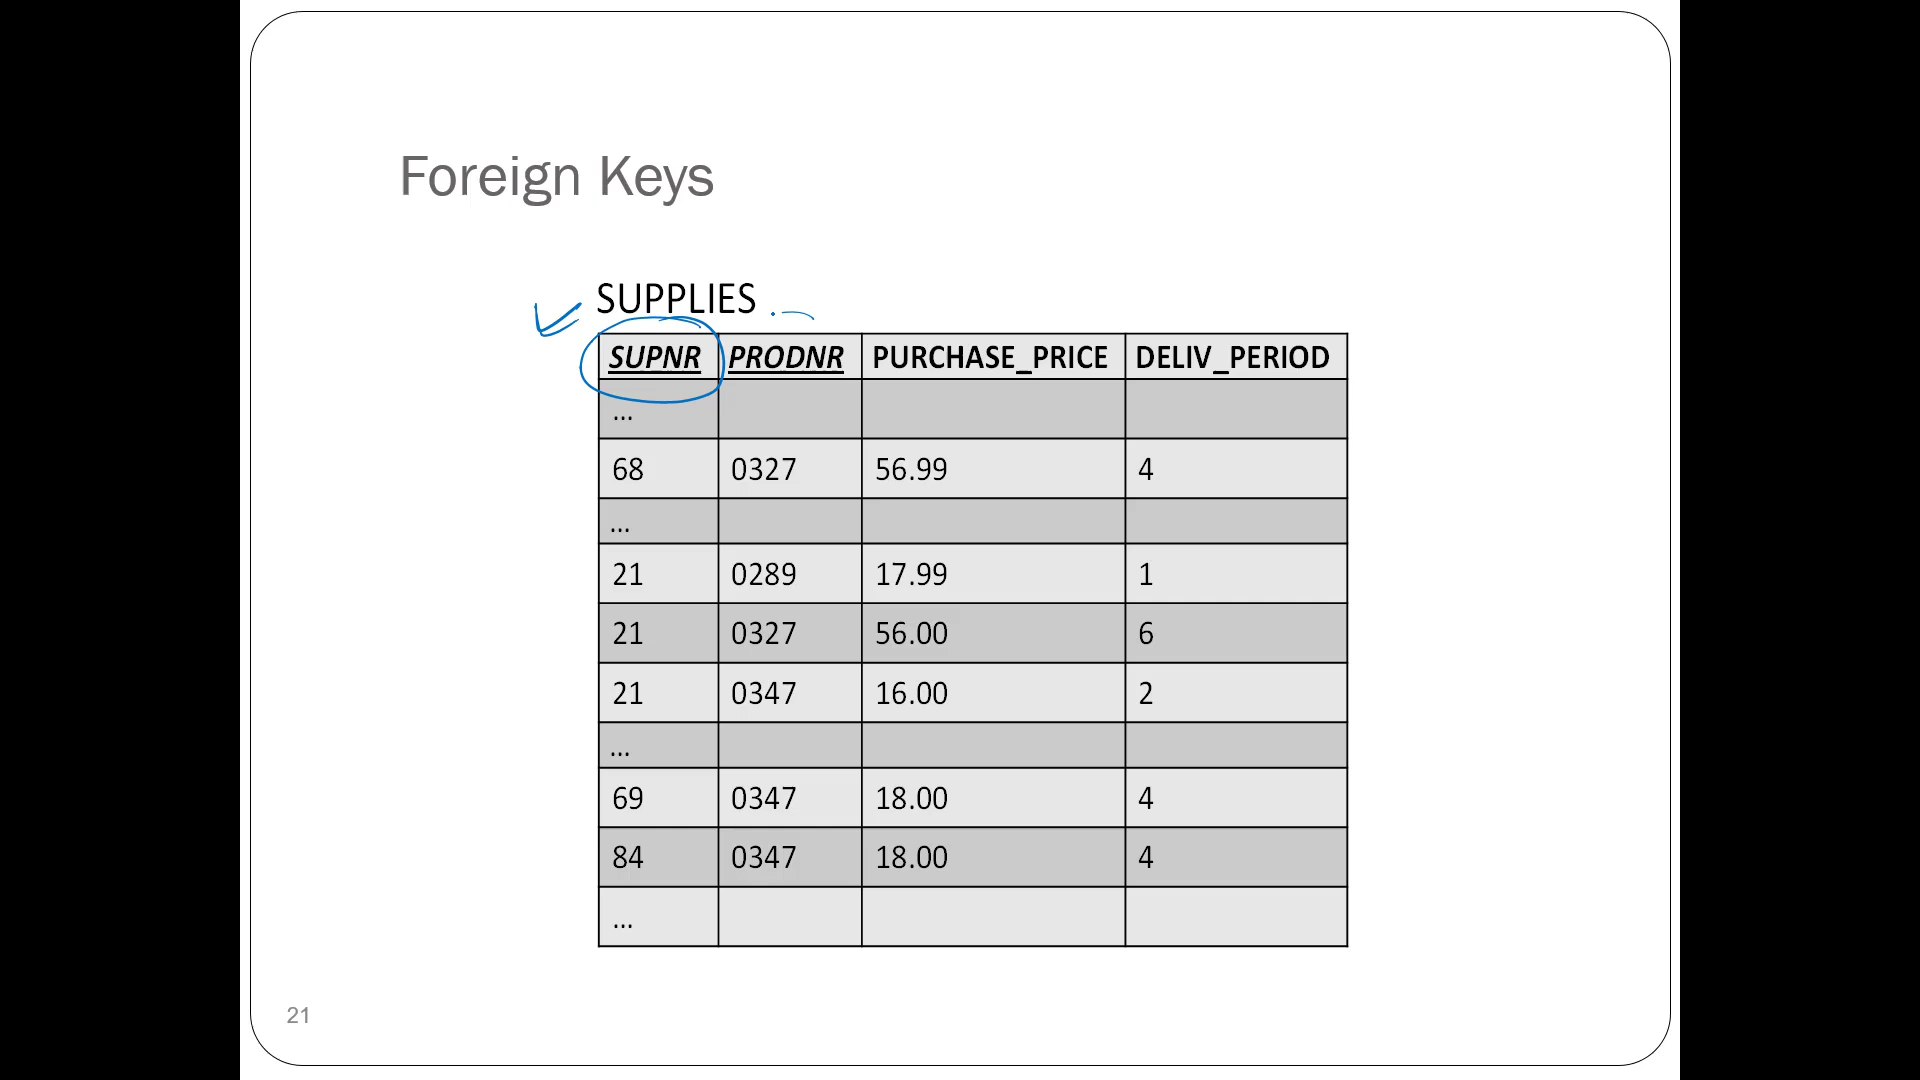 Foreign Keys
SUPPLIES
SUPNR PRODNR PURCHASE_PRICE DELIV_PERIOD
...
68 0327 56.99 4
...
21 0289 17.99 1
21 0327 56.00 6
21 0347 16.00 2
...
69 0347 18.00 4
84 0347 18.00 4
...
21